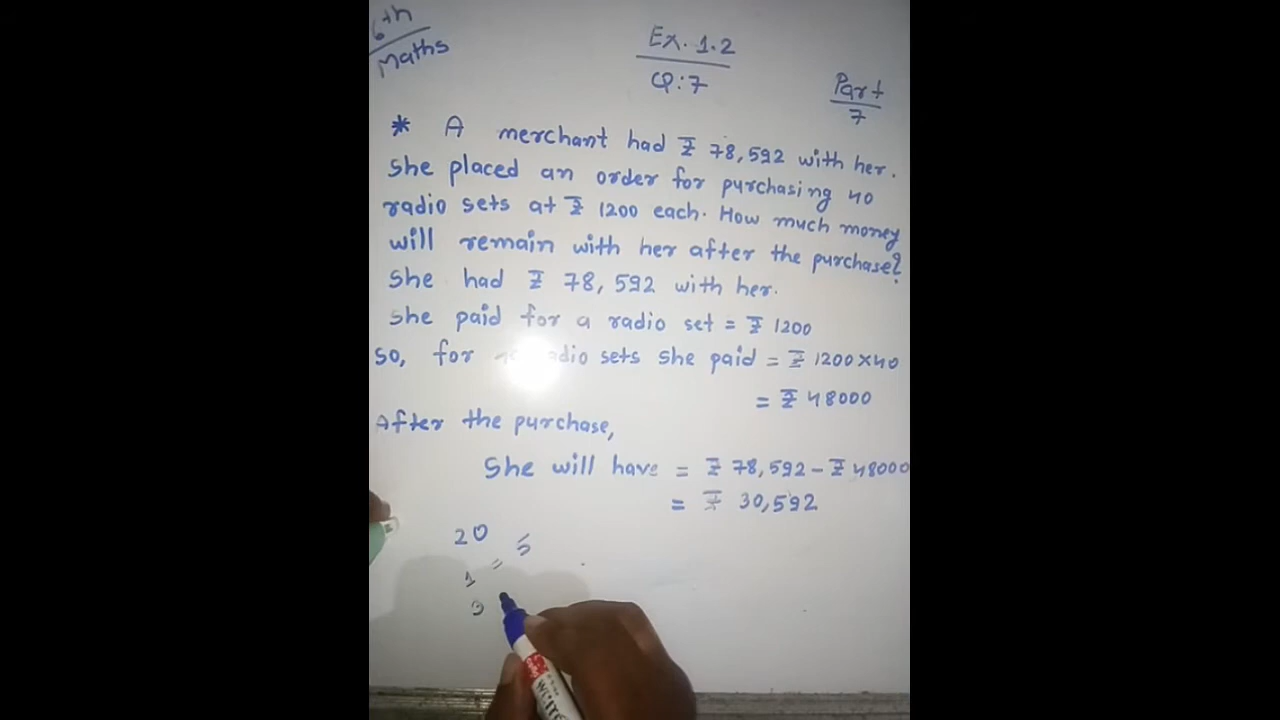 6th
Maths
Ex. 1.2
Q:7
Part
7
* A merchant had ₹ 78,592 with her.
She placed an order for purchasing 40
radio sets at ₹ 1200 each. How much money
will remain with her after the purchase?
She had ₹ 78,592 with her.
She paid for a radio set = ₹ 1200
So, for radio sets she paid = ₹ 1200×40
= ₹ 48000
After the purchase,
She will have = ₹ 78,592 - ₹ 48000
= ₹ 30,592
20
= 5
1